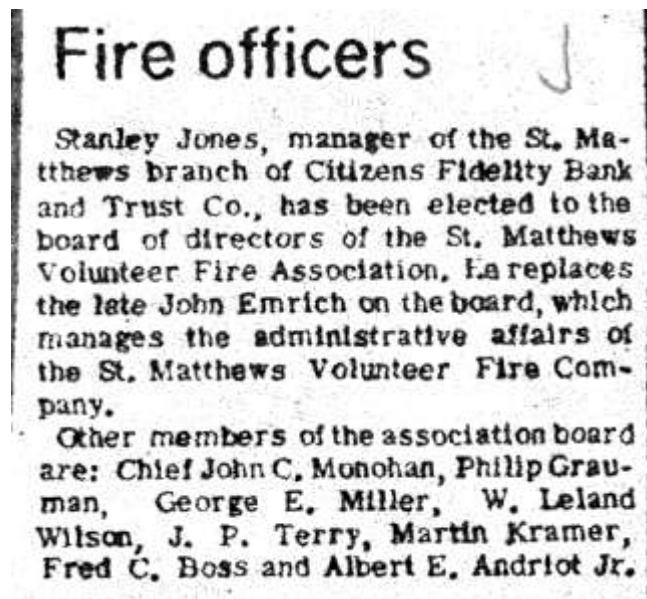 Fire officers
Stanley Jones, manager of the St. Ma-
tthews branch of Citizens Fidelity Bank
and Trust Co., has been elected to the
board of directors of the St. Matthews
Volunteer Fire Association. replaces
the late John Emrich on the board, which
manages the administrative affairs of
the St. Matthews Volunteer Fire Com-
pany.
Other members of the association board
are: Chief John C. Monohan, Philip Grau-
man, George E. Miller, W. Leland
Wilson, J. P. Terry, Martin Kramer,
Fred C. Boss and Albert E. Andriot Jr.